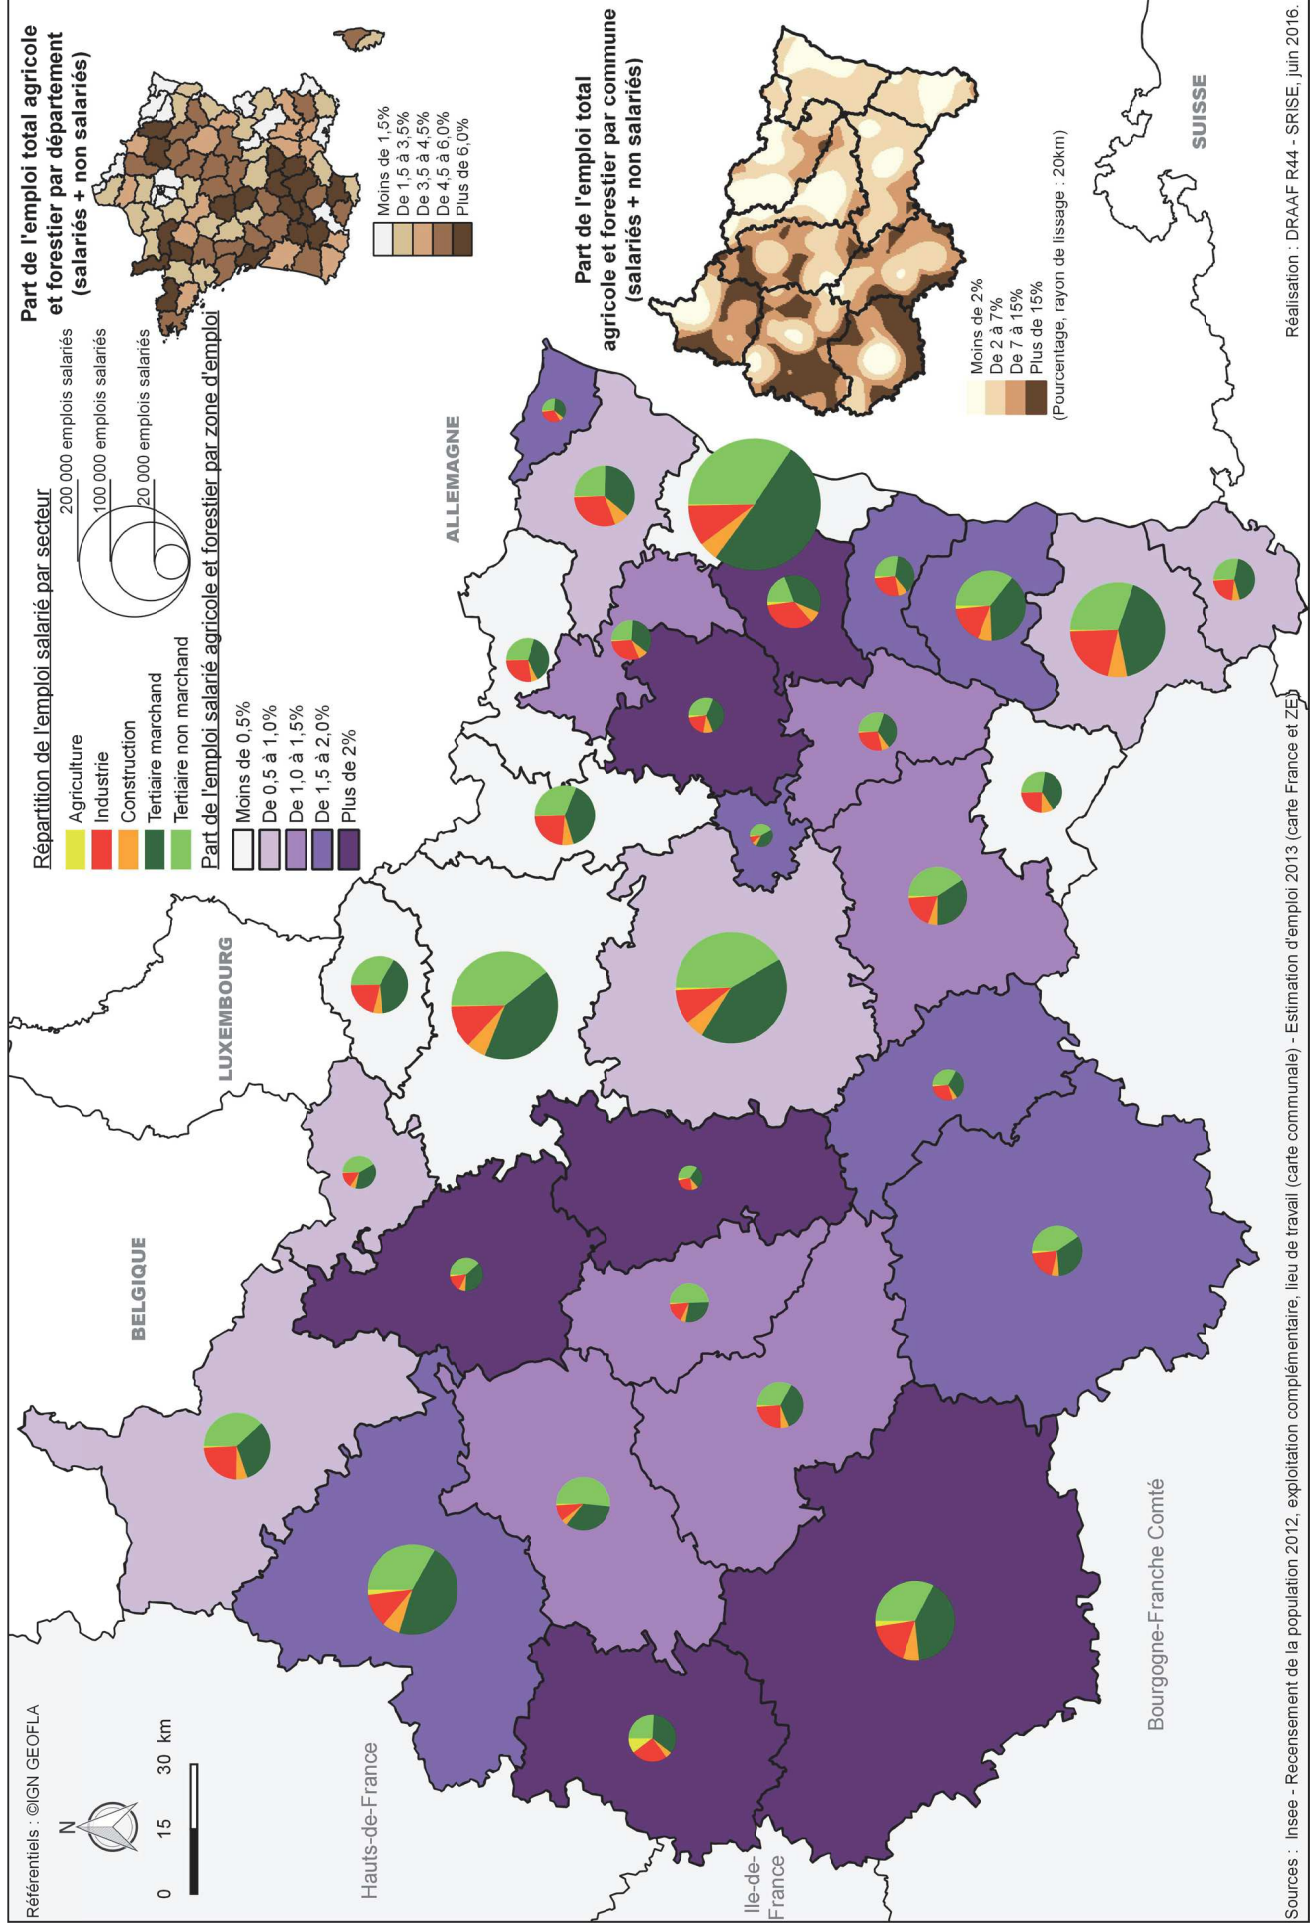 Référentiels : ©IGN GEOFLA
N
0 15 30 km
Répartition de l'emploi salarié par secteur
Agriculture
Industrie
Construction
Tertiaire marchand
Tertiaire non marchand
200 000 emplois salariés
100 000 emplois salariés
20 000 emplois salariés
Part de l'emploi salarié agricole et forestier par zone d'emploi
Moins de 0,5%
De 0,5 à 1,0%
De 1,0 à 1,5%
De 1,5 à 2,0%
Plus de 2%
Part de l'emploi total agricole
et forestier par département
(salariés + non salariés)
Moins de 1,5%
De 1,5 à 3,5%
De 3,5 à 4,5%
De 4,5 à 6,0%
Plus de 6,0%
BELGIQUE
LUXEMBOURG
ALLEMAGNE
Hauts-de-France
Ile-de-
France
Bourgogne-Franche Comté
SUISSE
Part de l'emploi total
agricole et forestier par commune
(salariés + non salariés)
Moins de 2%
De 2 à 7%
De 7 à 15%
Plus de 15%
(Pourcentage, rayon de lissage : 20km)
Sources : Insee - Recensement de la population 2012, exploitation complémentaire, lieu de travail (carte communale) - Estimation d'emploi 2013 (carte France et ZE)
Réalisation : DRAAF R44 - SRISE, juin 2016.